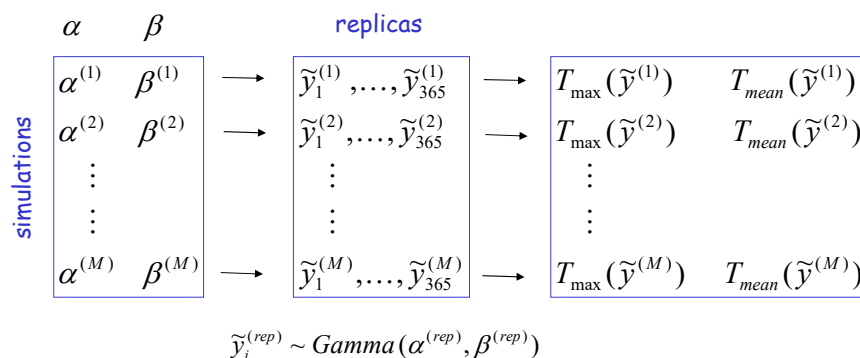 α β replicas
simulations
α^(1) β^(1) → ỹ_1^(1),…,ỹ_365^(1) → T_max(ỹ^(1)) T_mean(ỹ^(1))
α^(2) β^(2) → ỹ_1^(2),…,ỹ_365^(2) → T_max(ỹ^(2)) T_mean(ỹ^(2))
⋮ ⋮ ⋮
⋮ ⋮ ⋮
α^(M) β^(M) → ỹ_1^(M),…,ỹ_365^(M) → T_max(ỹ^(M)) T_mean(ỹ^(M))
ỹ_i^(rep) ~ Gamma(α^(rep), β^(rep))